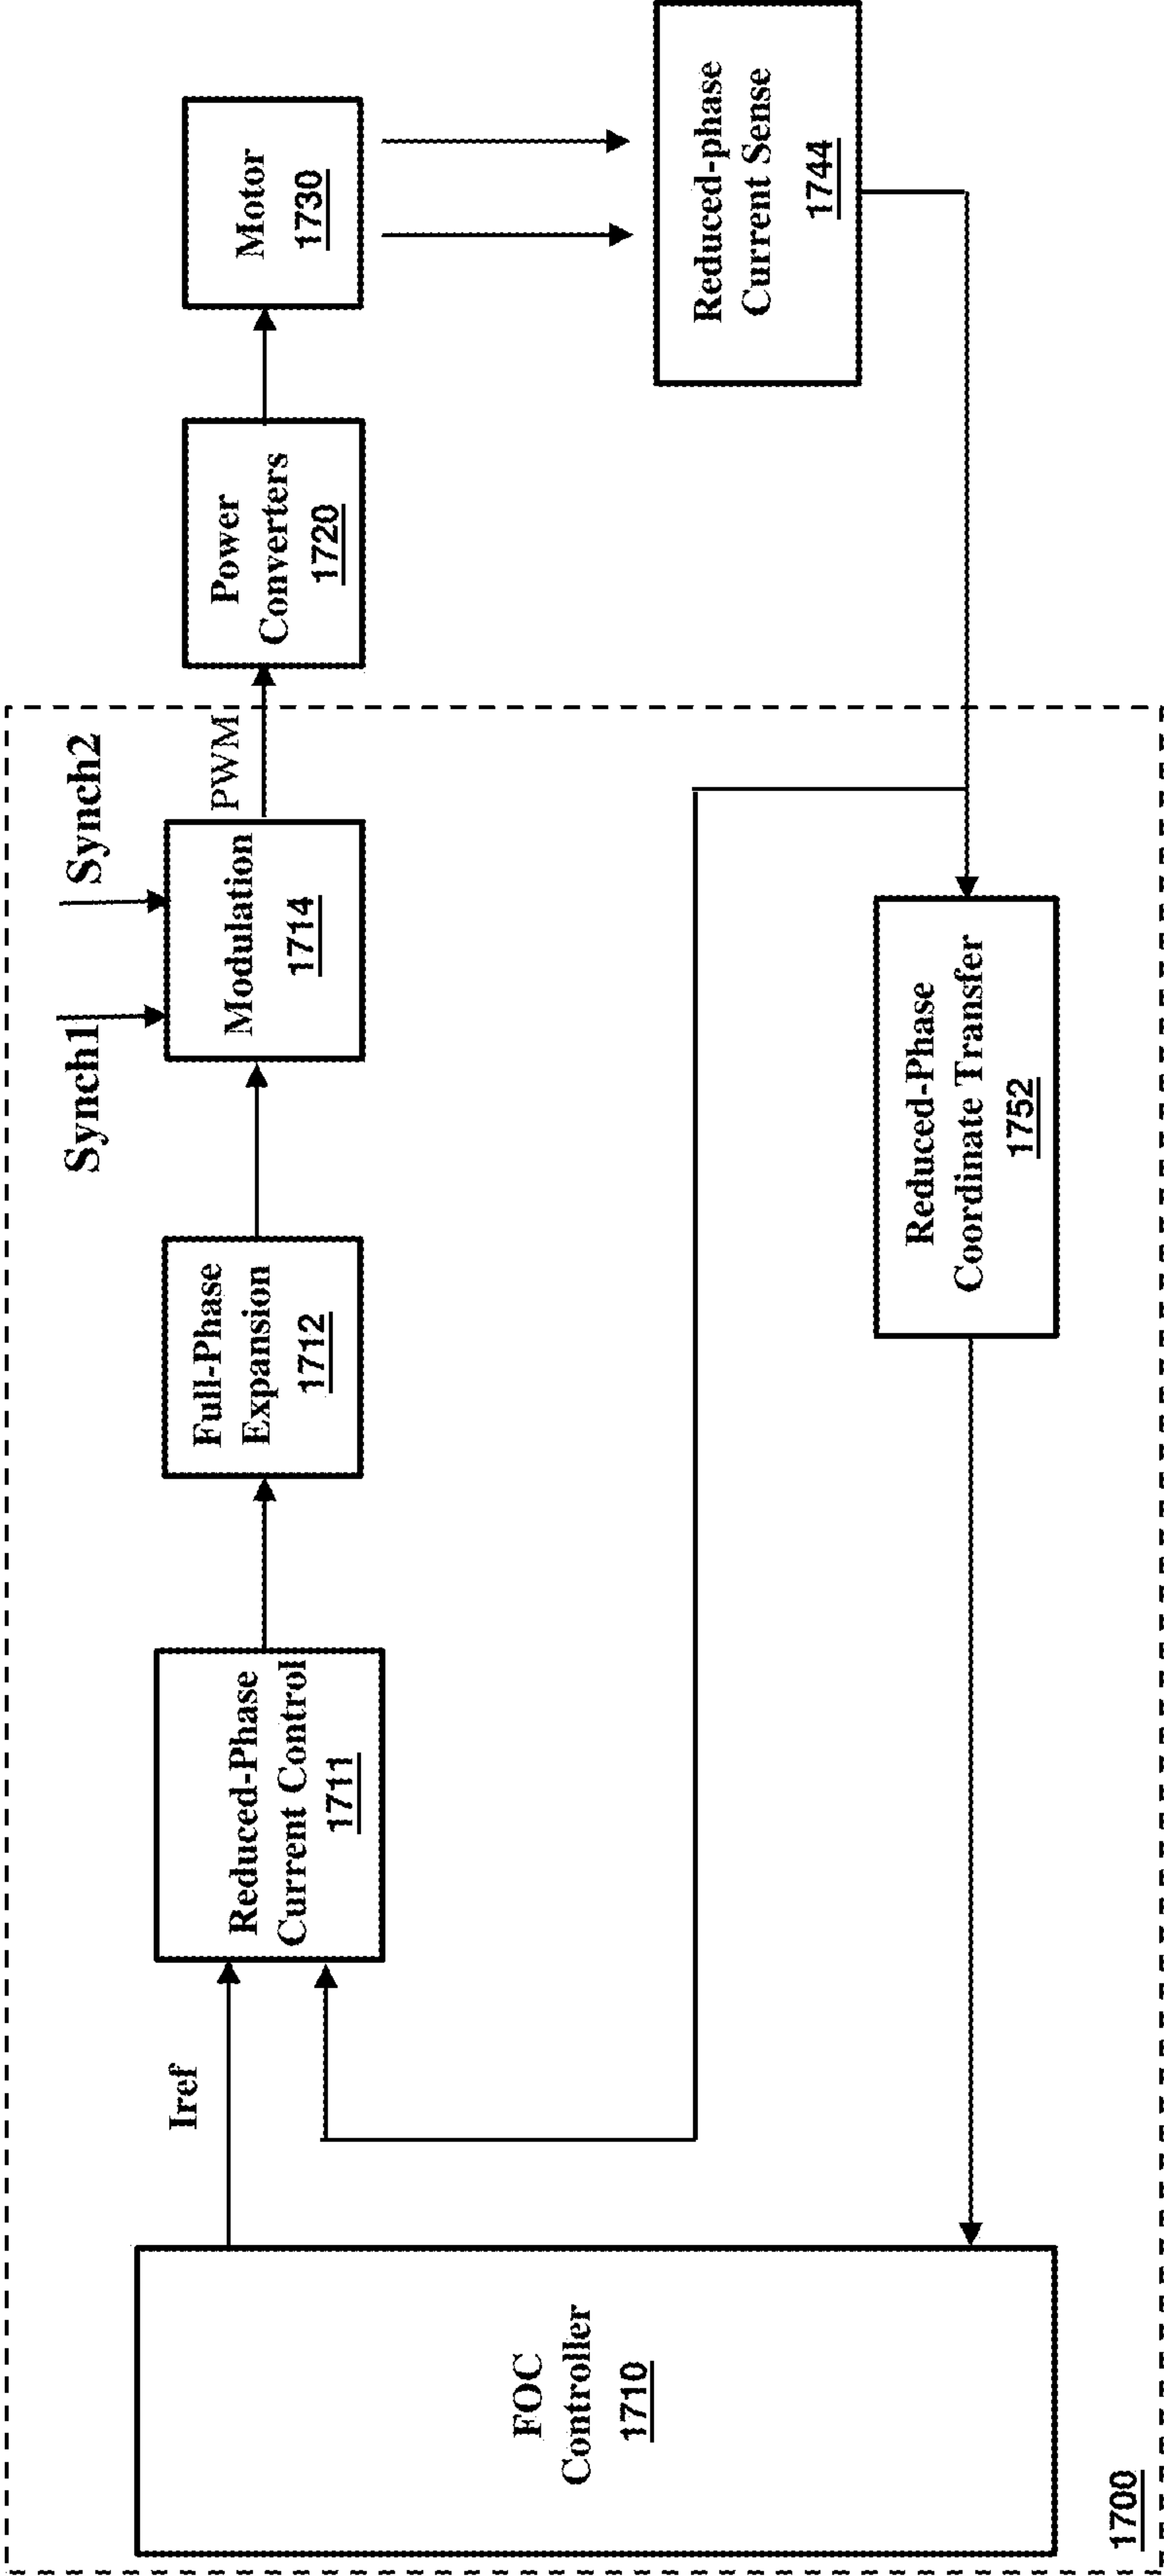 Iref
FOC
Controller
1710
Reduced-Phase
Current Control
1711
Full-Phase
Expansion
1712
Synch1
Synch2
Modulation
1714
PWM
Power
Converters
1720
Motor
1730
Reduced-phase
Current Sense
1744
Reduced-Phase
Coordinate Transfer
1752
1700